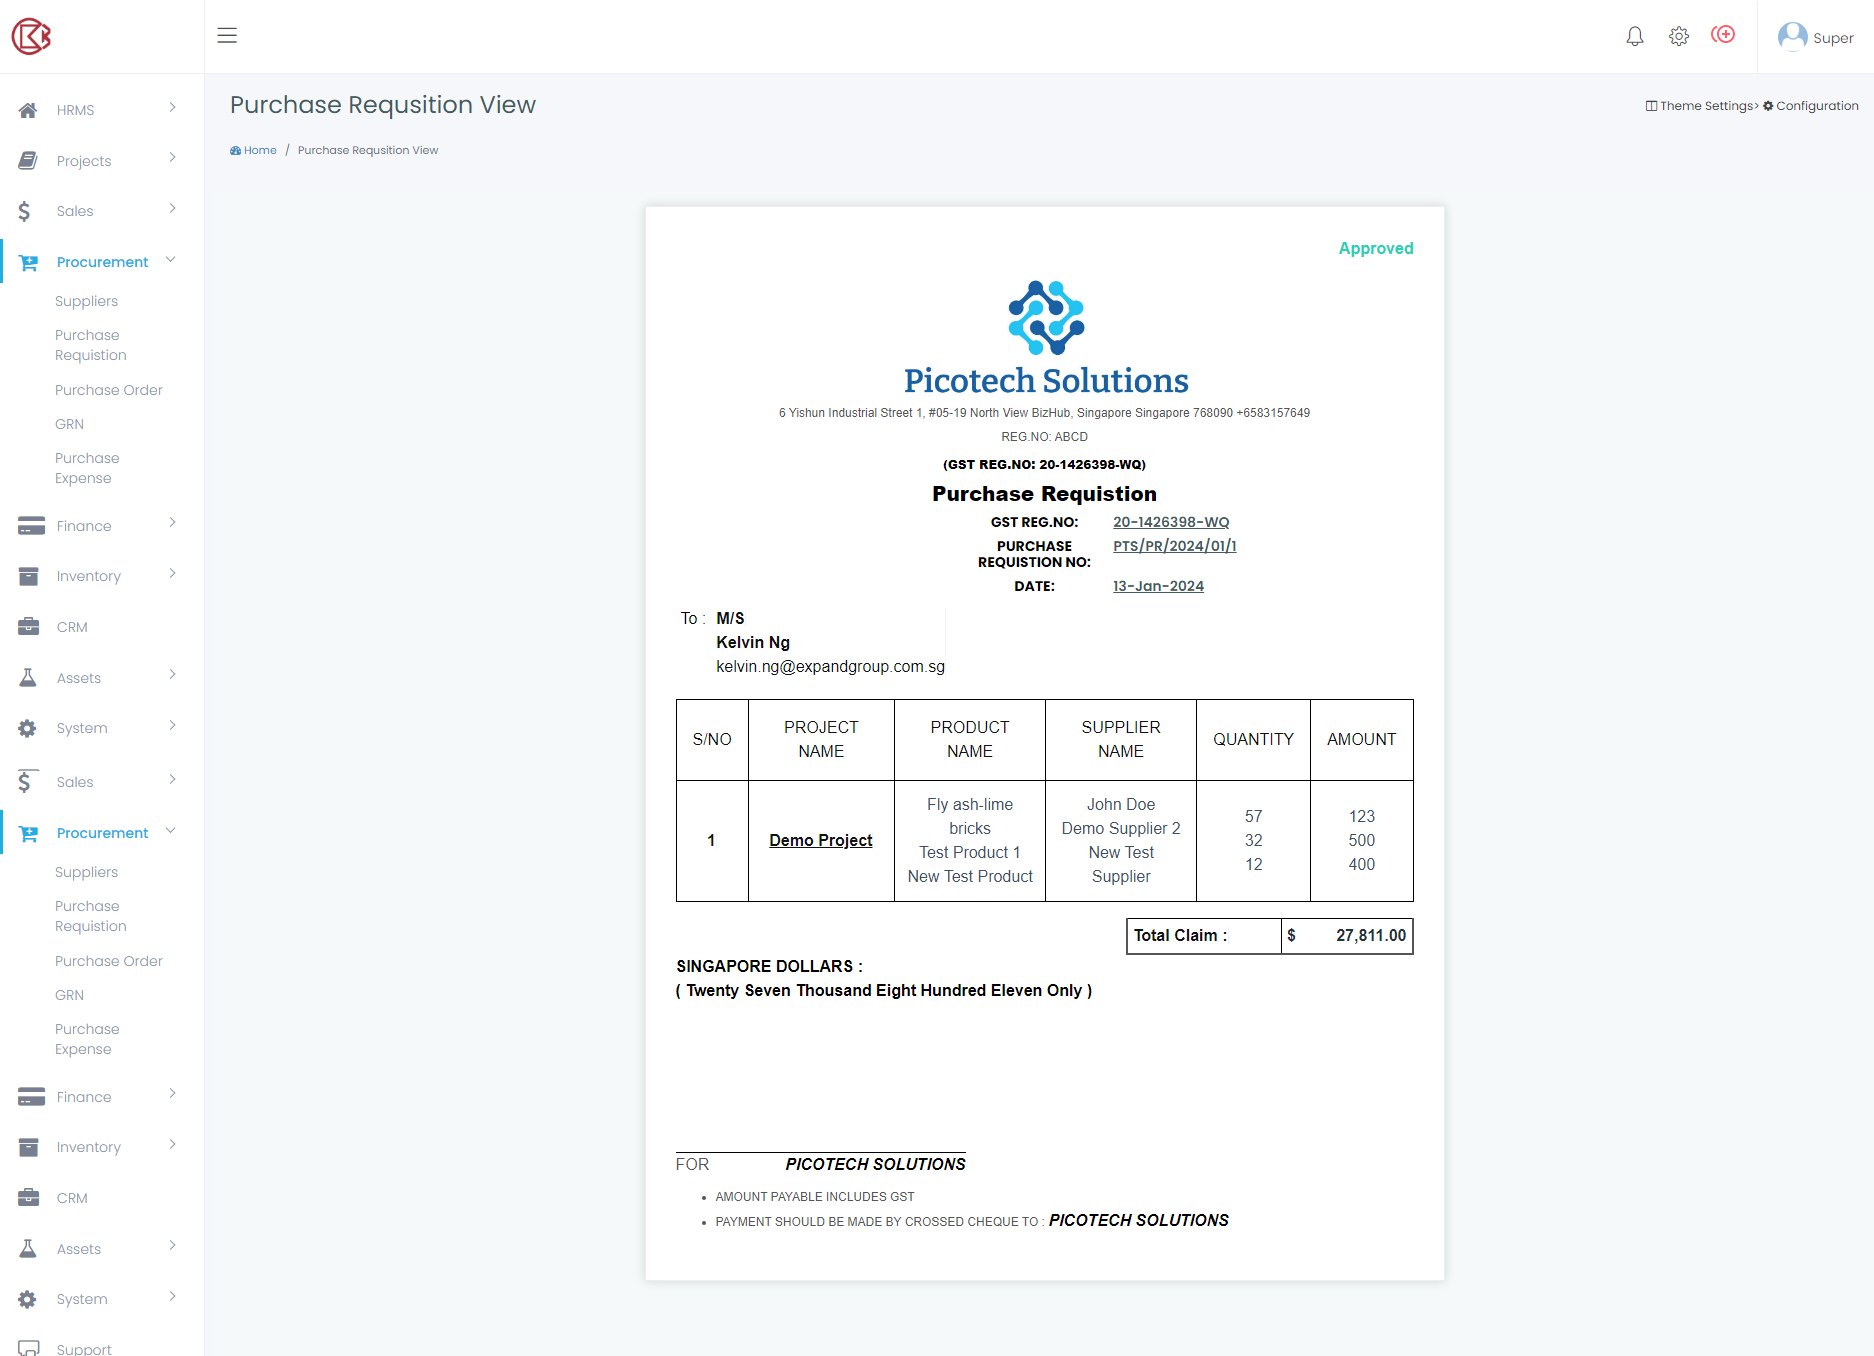 Super
HRMS
Projects
Sales
Procurement
Suppliers
Purchase
Requistion
Purchase Order
GRN
Purchase
Expense
Finance
Inventory
CRM
Assets
System
Sales
Procurement
Suppliers
Purchase
Requistion
Purchase Order
GRN
Purchase
Expense
Finance
Inventory
CRM
Assets
System
Support
Purchase Requsition View
Theme Settings> Configuration
Home / Purchase Requsition View
Approved
Picotech Solutions
6 Yishun Industrial Street 1, #05-19 North View BizHub, Singapore Singapore 768090 +6583157649
REG.NO: ABCD
(GST REG.NO: 20-1426398-WQ)
Purchase Requistion
GST REG.NO: 20-1426398-WQ
PURCHASE REQUISTION NO: PTS/PR/2024/01/1
DATE: 13-Jan-2024
To : M/S
Kelvin Ng
kelvin.ng@expandgroup.com.sg
S/NO PROJECT NAME PRODUCT NAME SUPPLIER NAME QUANTITY AMOUNT
1
Demo Project
Fly ash-lime
bricks
Test Product 1
New Test Product
John Doe
Demo Supplier 2
New Test
Supplier
57
32
12
123
500
400
Total Claim : $ 27,811.00
SINGAPORE DOLLARS :
( Twenty Seven Thousand Eight Hundred Eleven Only )
FOR PICOTECH SOLUTIONS
• AMOUNT PAYABLE INCLUDES GST
• PAYMENT SHOULD BE MADE BY CROSSED CHEQUE TO : PICOTECH SOLUTIONS